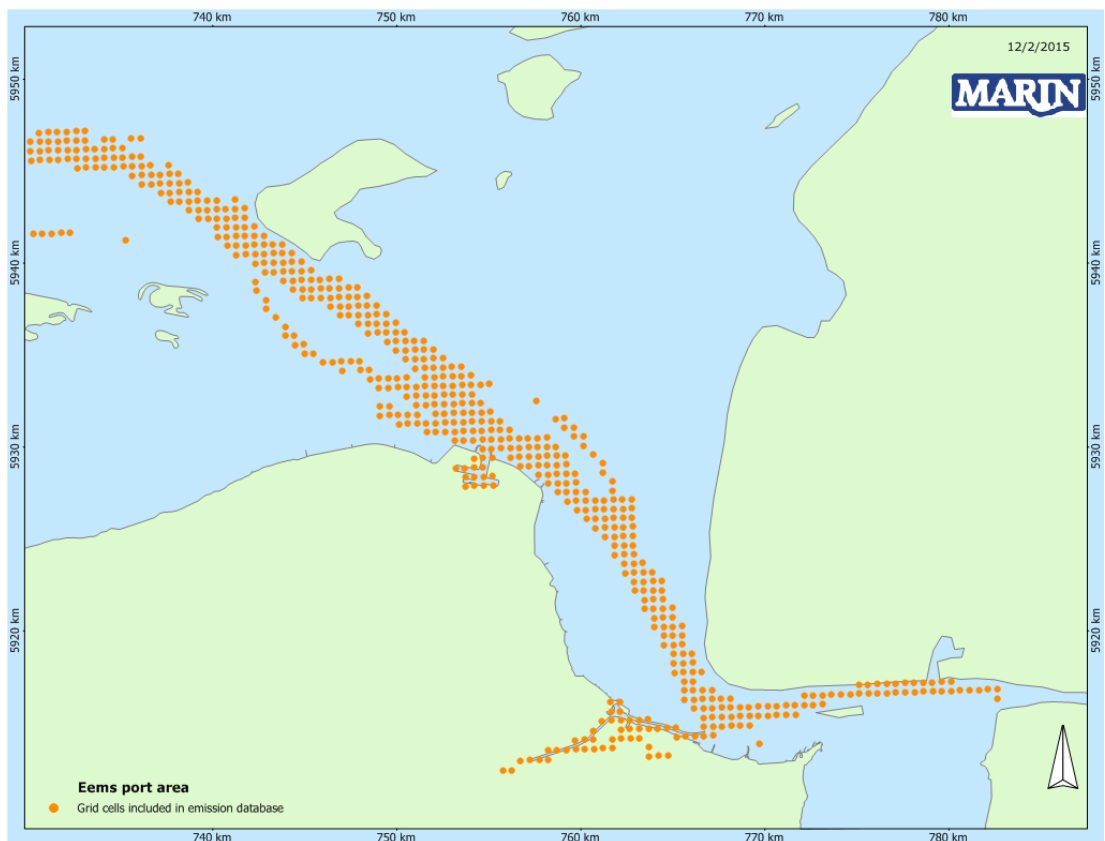 740 km 750 km 760 km 770 km 780 km
12/2/2015
5950 km 5950 km
MARIN
5940 km 5940 km
5930 km 5930 km
5920 km 5920 km
Eems port area
Grid cells included in emission database
740 km 750 km 760 km 770 km 780 km